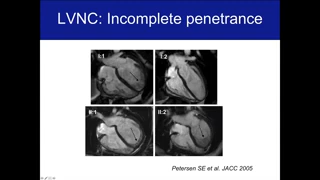 LVNC: Incomplete penetrance
I:1
I:2
II:1
II:2
Petersen SE et al. JACC 2005